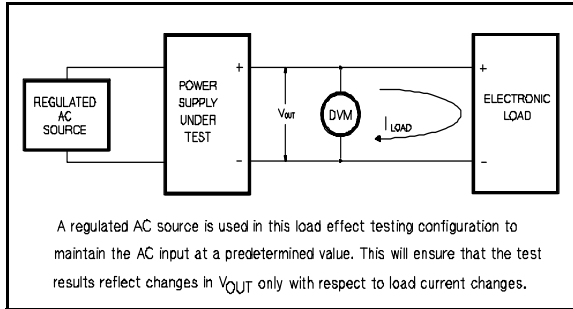 REGULATED
AC
SOURCE
POWER
SUPPLY
UNDER
TEST
+
-
VOUT
DVM
ILOAD
+
-
ELECTRONIC
LOAD
A regulated AC source is used in this load effect testing configuration to
maintain the AC input at a predetermined value. This will ensure that the test
results reflect changes in VOUT only with respect to load current changes.